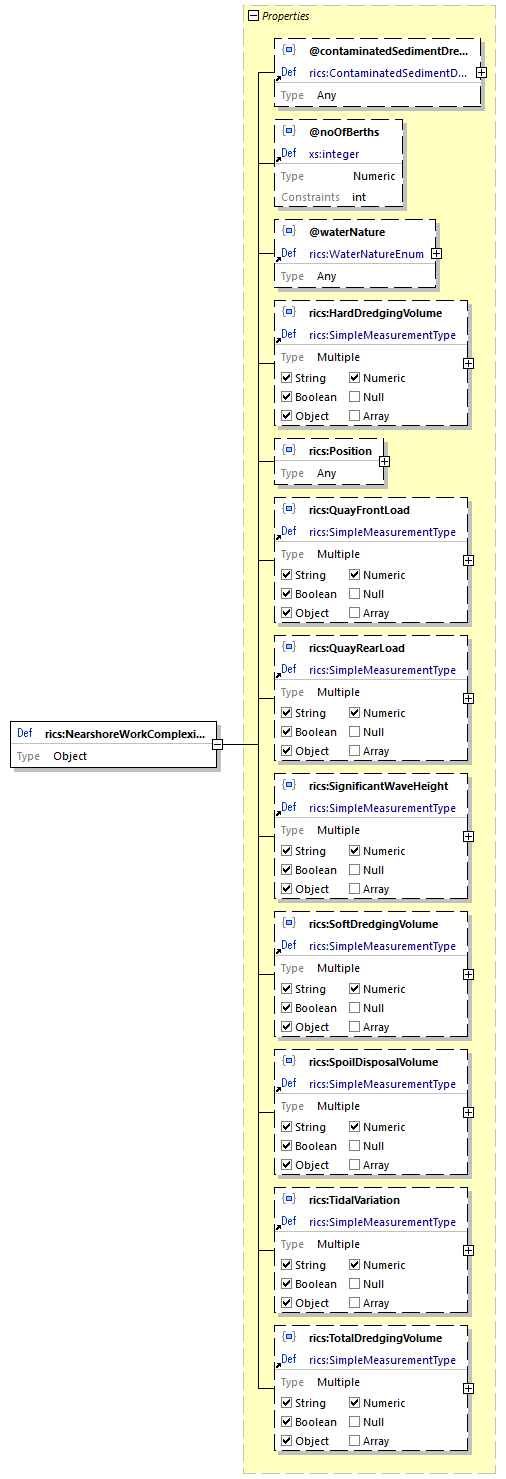 Properties
@contaminatedSedimentDre...
Def rics:ContaminatedSedimentD...
Type Any
@noOfBerths
Def xs:integer
Type Numeric
Constraints int
@waterNature
Def rics:WaterNatureEnum
Type Any
rics:HardDredgingVolume
Def rics:SimpleMeasurementType
Type Multiple
String Numeric
Boolean Null
Object Array
rics:Position
Type Any
rics:QuayFrontLoad
Def rics:SimpleMeasurementType
Type Multiple
String Numeric
Boolean Null
Object Array
rics:QuayRearLoad
Def rics:SimpleMeasurementType
Type Multiple
String Numeric
Boolean Null
Object Array
Def rics:NearshoreWorkComplexi...
Type Object
rics:SignificantWaveHeight
Def rics:SimpleMeasurementType
Type Multiple
String Numeric
Boolean Null
Object Array
rics:SoftDredgingVolume
Def rics:SimpleMeasurementType
Type Multiple
String Numeric
Boolean Null
Object Array
rics:SpoilDisposalVolume
Def rics:SimpleMeasurementType
Type Multiple
String Numeric
Boolean Null
Object Array
rics:TidalVariation
Def rics:SimpleMeasurementType
Type Multiple
String Numeric
Boolean Null
Object Array
rics:TotalDredgingVolume
Def rics:SimpleMeasurementType
Type Multiple
String Numeric
Boolean Null
Object Array